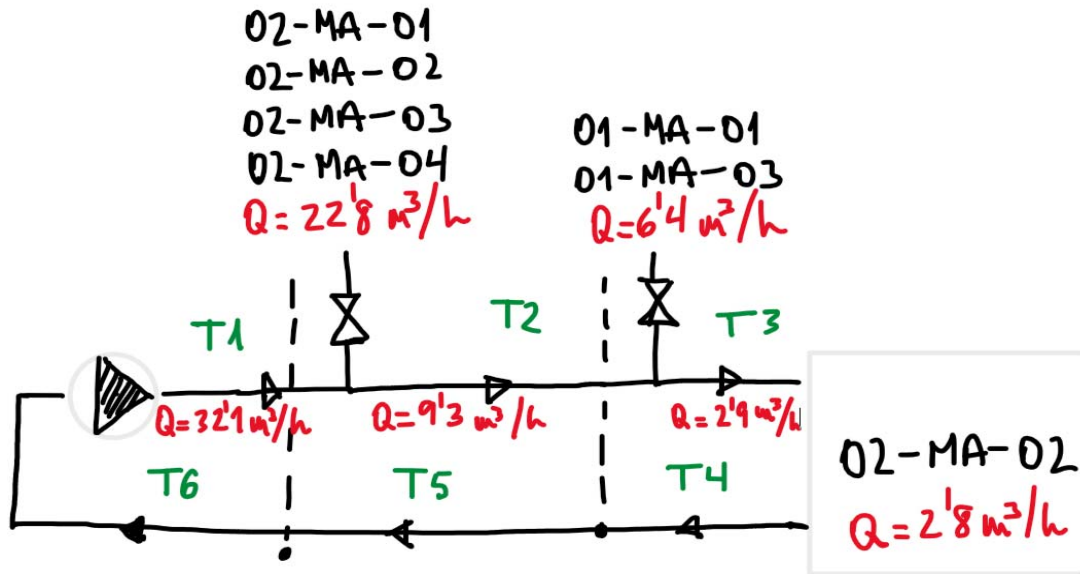 02-MA-01
02-MA-02
02-MA-03
02-MA-04
Q=22'8 m³/h
01-MA-01
01-MA-03
Q=6'4 m³/h
T1
T2
T3
Q=32'1 m³/h
Q=9'3 m³/h
Q=2'9 m³/h
T6
T5
T4
02-MA-02
Q=2'8 m³/h